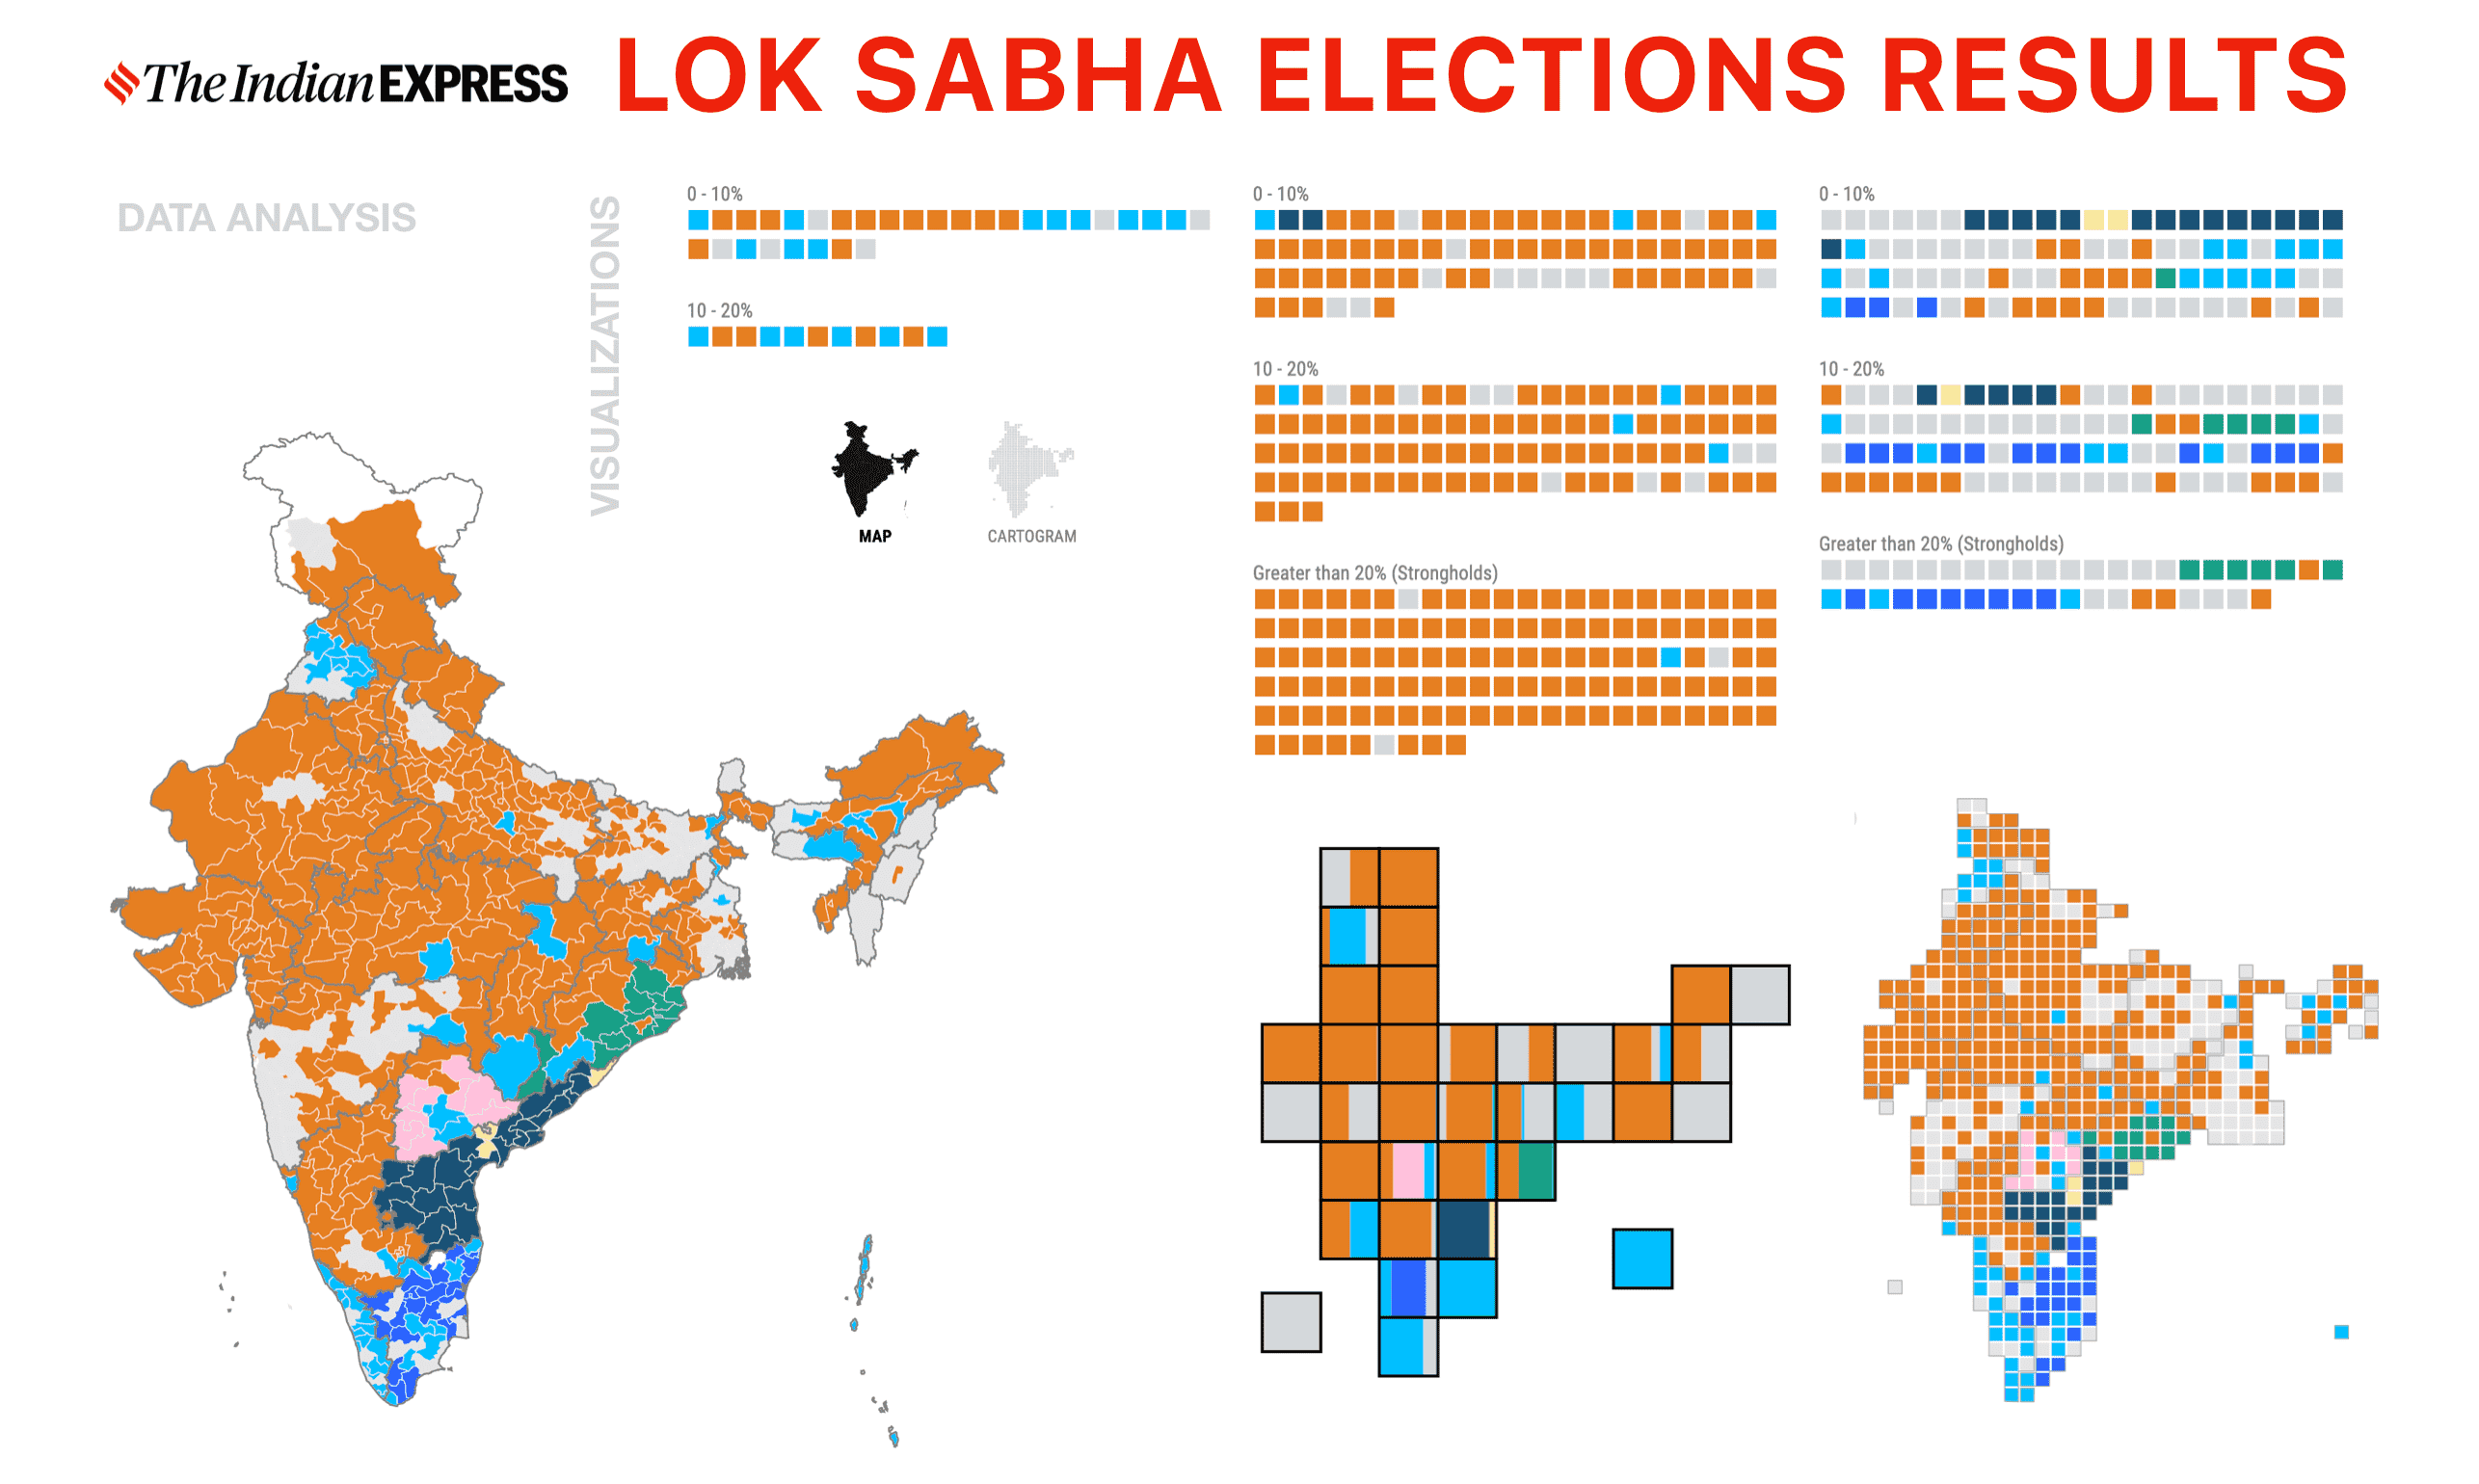 The Indian EXPRESS
LOK SABHA ELECTIONS RESULTS
DATA ANALYSIS
VISUALIZATIONS
0 - 10%
10 - 20%
MAP
CARTOGRAM
0 - 10%
10 - 20%
Greater than 20% (Strongholds)
0 - 10%
10 - 20%
Greater than 20% (Strongholds)